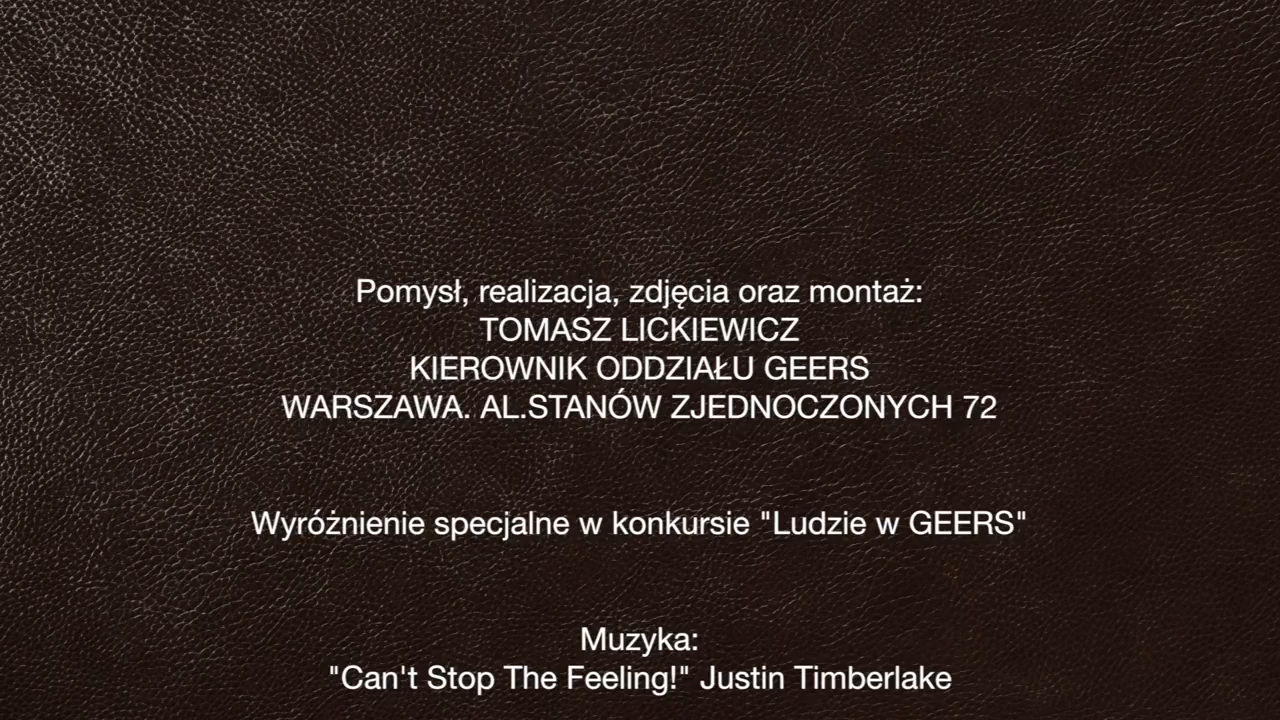 Pomysł, realizacja, zdjęcia oraz montaż:
TOMASZ LICKIEWICZ
KIEROWNIK ODDZIAŁU GEERS
WARSZAWA. AL.STANÓW ZJEDNOCZONYCH 72
Wyróżnienie specjalne w konkursie "Ludzie w GEERS"
Muzyka:
"Can't Stop The Feeling!" Justin Timberlake